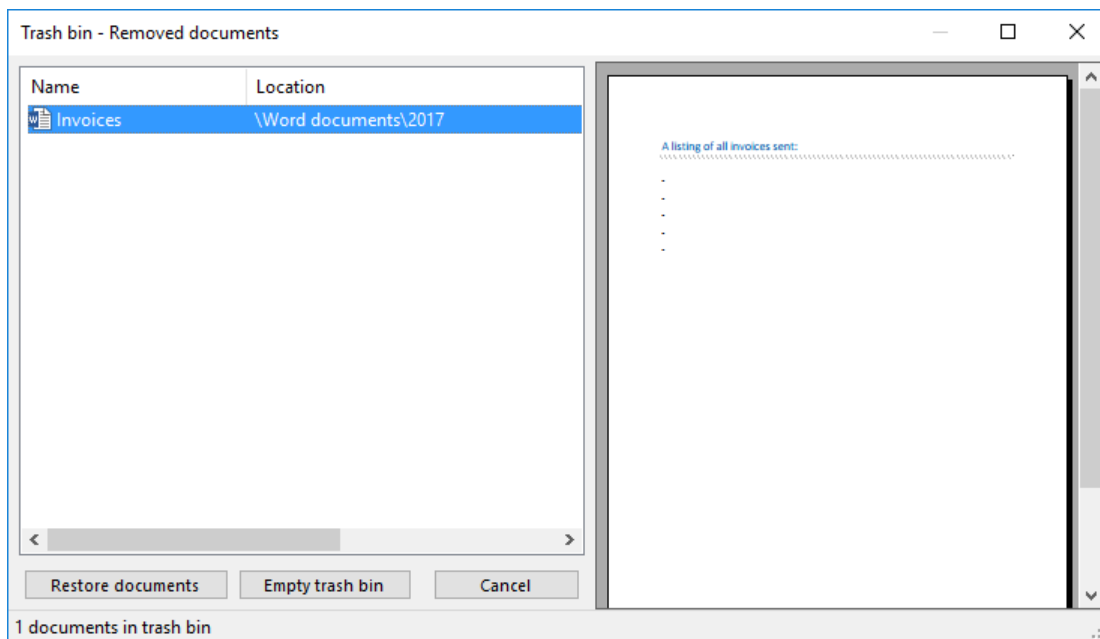 Trash bin - Removed documents
Name Location
Invoices \Word documents\2017
A listing of all invoices sent:
-
-
-
-
-
Restore documents Empty trash bin Cancel
1 documents in trash bin